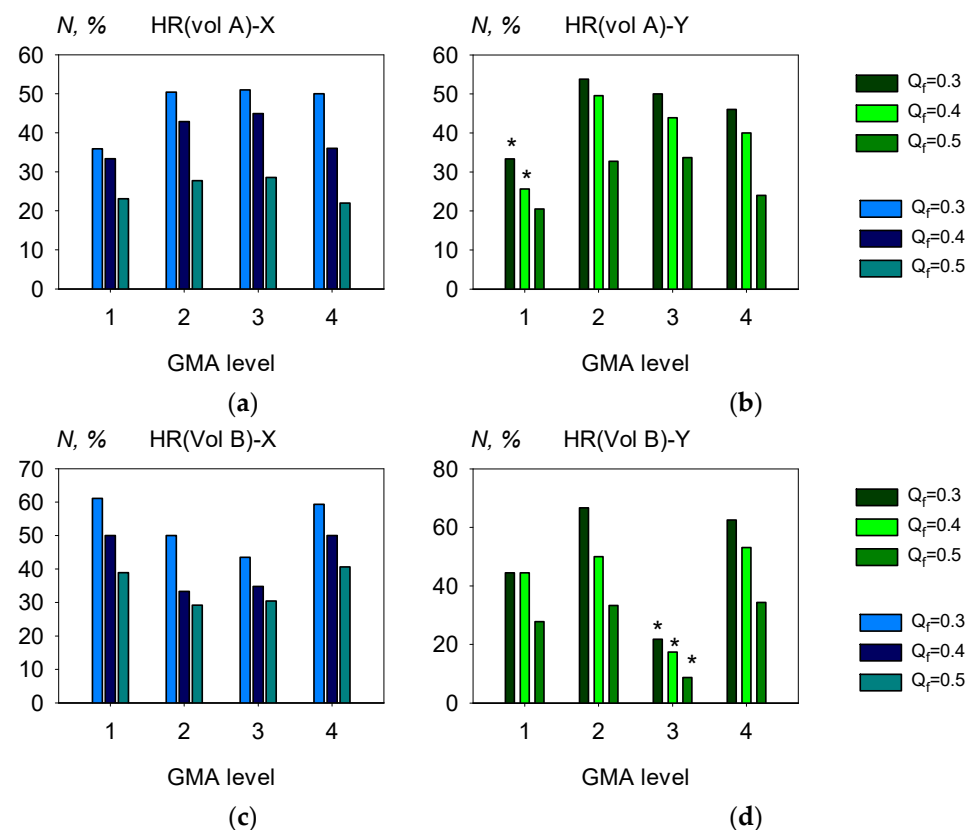 N, % HR(vol A)-X
60
50
40
30
20
10
0
1 2 3 4
GMA level
(a)
N, % HR(vol A)-Y
60
50
40
30
20
10
0
* *
1 2 3 4
GMA level
(b)
Qf=0.3
Qf=0.4
Qf=0.5
Qf=0.3
Qf=0.4
Qf=0.5
N, % HR(Vol B)-X
70
60
50
40
30
20
10
0
1 2 3 4
GMA level
(c)
N, % HR(Vol B)-Y
80
60
40
20
0
* * *
1 2 3 4
GMA level
(d)
Qf=0.3
Qf=0.4
Qf=0.5
Qf=0.3
Qf=0.4
Qf=0.5